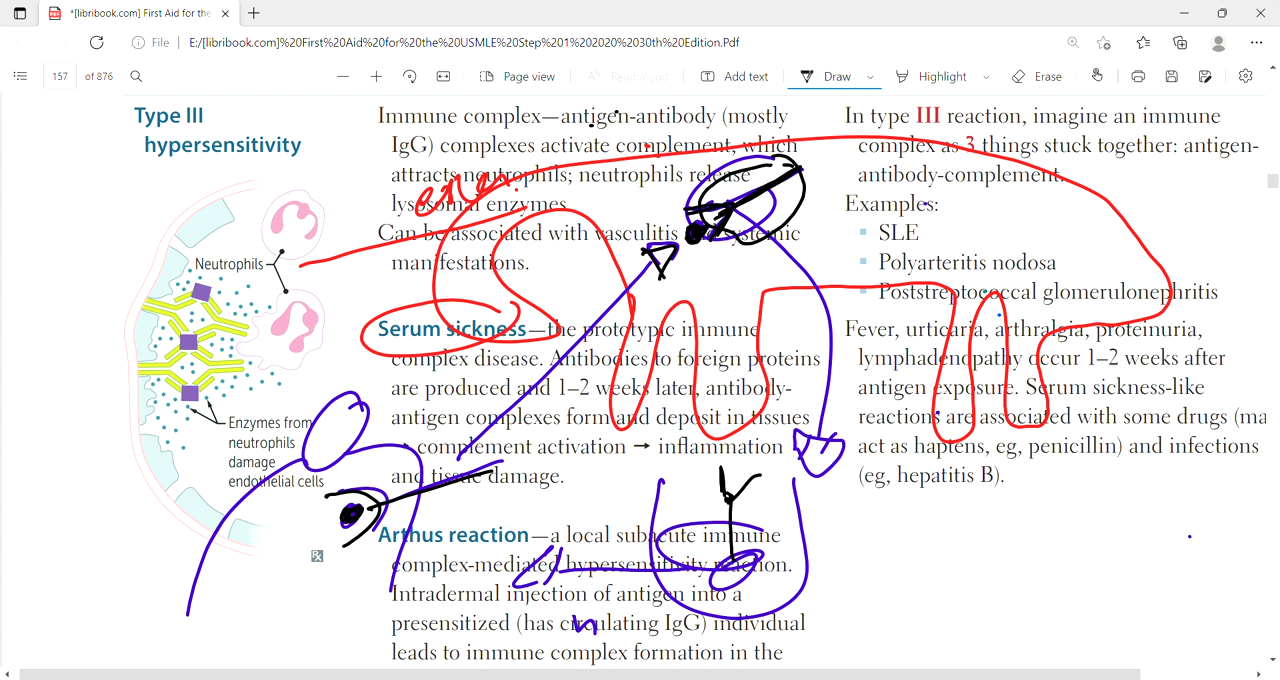 *[libribook.com] First Aid for the
File
E:/[libribook.com]%20First%20Aid%20for%20the%20USMLE%20Step%201%202020%2030th%20Edition.Pdf
157 of 876
Page view
Read aloud
Add text
Draw
Highlight
Erase
Type III
hypersensitivity
Neutrophils
Enzymes from
neutrophils
damage
endothelial cells
Immune complex—antigen-antibody (mostly
IgG) complexes activate complement, which
attracts neutrophils; neutrophils release
lysosomal enzymes.
Can be associated with vasculitis and systemic
manifestations.
Serum sickness—the prototypic immune
complex disease. Antibodies to foreign proteins
are produced and 1–2 weeks later, antibody-
antigen complexes form and deposit in tissues
→ complement activation → inflammation
and tissue damage.
Arthus reaction—a local subacute immune
complex-mediated hypersensitivity reaction.
Intradermal injection of antigen into a
presensitized (has circulating IgG) individual
leads to immune complex formation in the
In type III reaction, imagine an immune
complex as 3 things stuck together: antigen-
antibody-complement.
Examples:
SLE
Polyarteritis nodosa
Poststreptococcal glomerulonephritis
Fever, urticaria, arthralgia, proteinuria,
lymphadenopathy occur 1–2 weeks after
antigen exposure. Serum sickness-like
reactions are associated with some drugs (ma
act as haptens, eg, penicillin) and infections
(eg, hepatitis B).
Rx